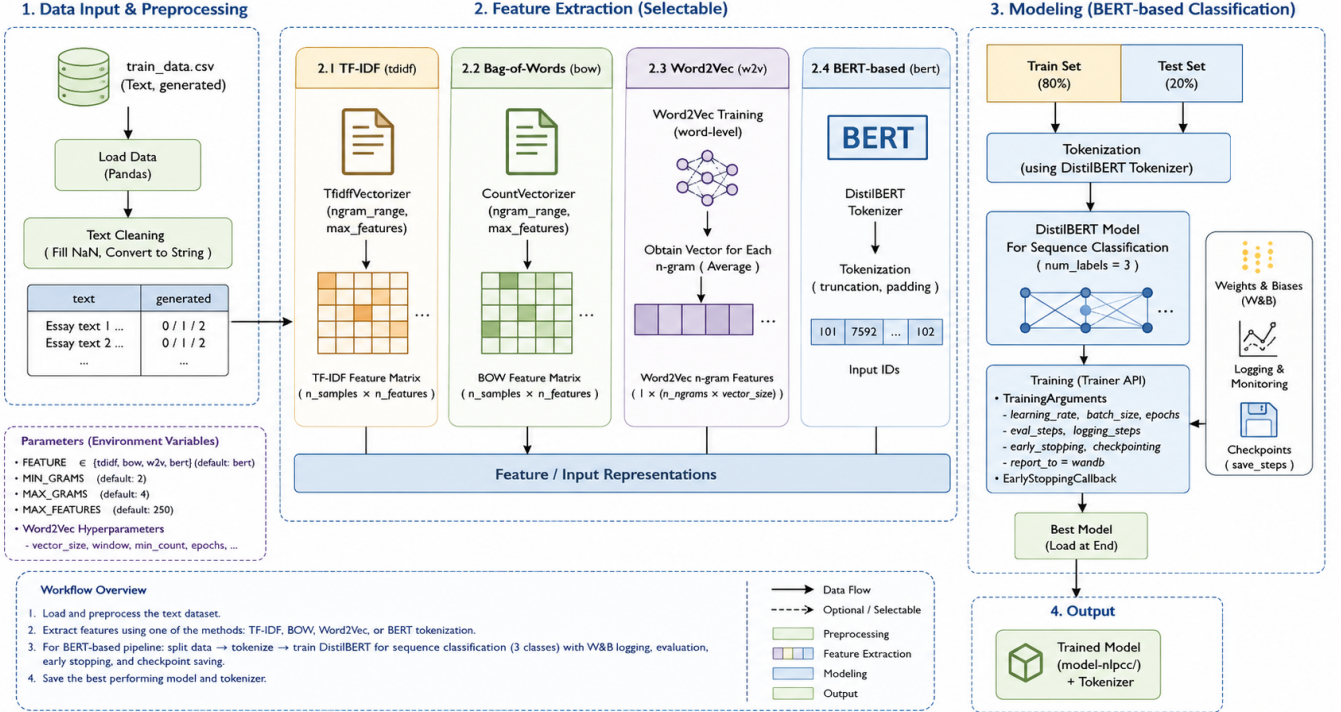 1. Data Input & Preprocessing
train_data.csv
(Text, generated)
Load Data
(Pandas)
Text Cleaning
( Fill NaN, Convert to String )
text generated
Essay text 1 ... 0 / 1 / 2
Essay text 2 ... 0 / 1 / 2
... ...
Parameters (Environment Variables)
• FEATURE ∈ {tdidf, bow, w2v, bert} (default: bert)
• MIN_GRAMS (default: 2)
• MAX_GRAMS (default: 4)
• MAX_FEATURES (default: 250)
• Word2Vec Hyperparameters
- vector_size, window, min_count, epochs, ...
2. Feature Extraction (Selectable)
2.1 TF-IDF (tdidf)
TfidffVectorizer
(ngram_range,
max_features)
...
TF-IDF Feature Matrix
( n_samples × n_features )
2.2 Bag-of-Words (bow)
CountVectorizer
(ngram_range,
max_features)
...
BOW Feature Matrix
( n_samples × n_features )
2.3 Word2Vec (w2v)
Word2Vec Training
(word-level)
Obtain Vector for Each
n-gram ( Average )
...
Word2Vec n-gram Features
( 1 × (n_ngrams × vector_size) )
2.4 BERT-based (bert)
BERT
DistilBERT
Tokenizer
Tokenization
( truncation, padding )
101 7592 ... 102
Input IDs
Feature / Input Representations
3. Modeling (BERT-based Classification)
Train Set
(80%)
Test Set
(20%)
Tokenization
(using DistilBERT Tokenizer)
DistilBERT Model
For Sequence Classification
( num_labels = 3 )
...
Training (Trainer API)
• TrainingArguments
- learning_rate, batch_size, epochs
- eval_steps, logging_steps
- early_stopping, checkpointing
- report_to = wandb
• EarlyStoppingCallback
Weights & Biases
(W&B)
Logging &
Monitoring
Checkpoints
( save_steps )
Best Model
(Load at End)
4. Output
Trained Model
(model-nlpcc/)
+ Tokenizer
Workflow Overview
1. Load and preprocess the text dataset.
2. Extract features using one of the methods: TF-IDF, BOW, Word2Vec, or BERT tokenization.
3. For BERT-based pipeline: split data → tokenize → train DistilBERT for sequence classification (3 classes) with W&B logging, evaluation,
early stopping, and checkpoint saving.
4. Save the best performing model and tokenizer.
Data Flow
Optional / Selectable
Preprocessing
Feature Extraction
Modeling
Output